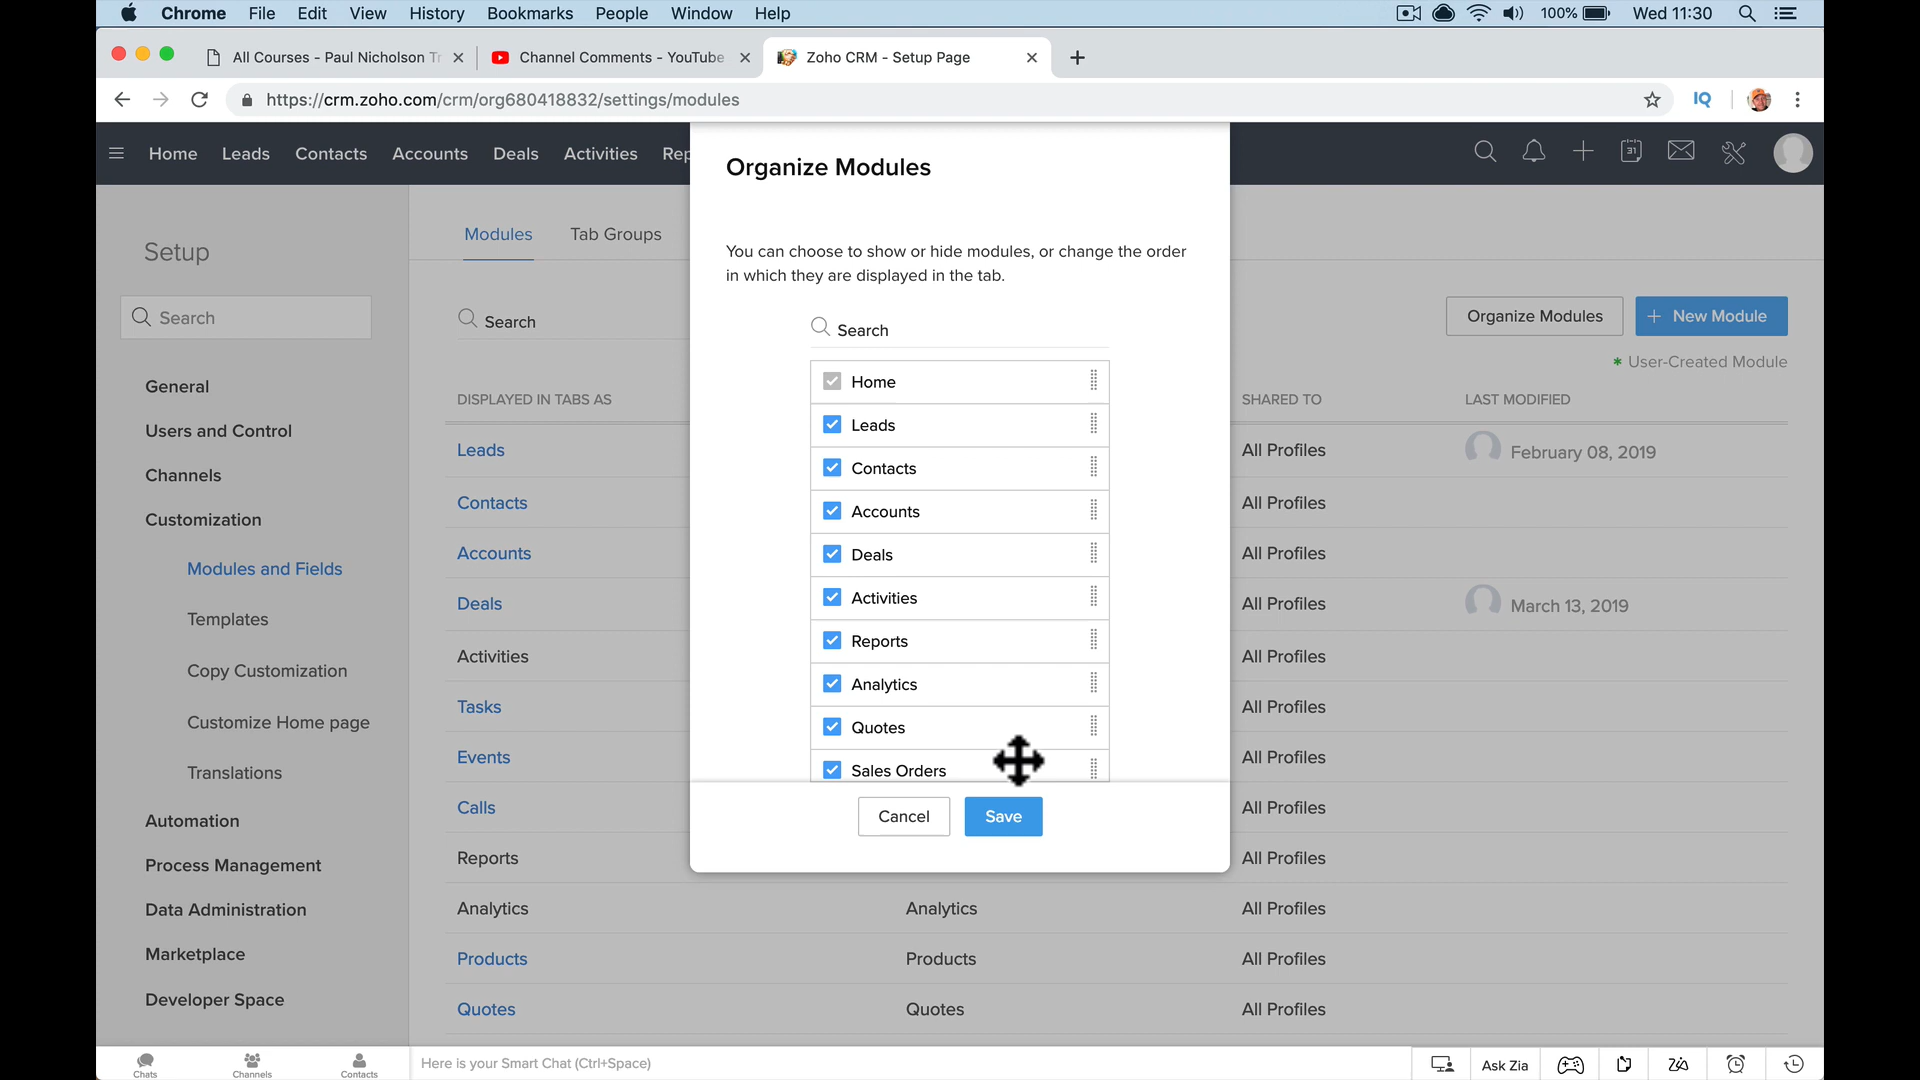 Chrome File Edit View History Bookmarks People Window Help 100% Wed 11:30
All Courses - Paul Nicholson Tr Channel Comments - YouTube Zoho CRM - Setup Page
https://crm.zoho.com/crm/org680418832/settings/modules IQ
Home Leads Contacts Accounts Deals Activities Rep 31
Organize Modules
You can choose to show or hide modules, or change the order
in which they are displayed in the tab.
Search
Home
Leads
Contacts
Accounts
Deals
Activities
Reports
Analytics
Quotes
Sales Orders
Cancel Save
Setup
Search
General
Users and Control
Channels
Customization
Modules and Fields
Templates
Copy Customization
Customize Home page
Translations
Automation
Process Management
Data Administration
Marketplace
Developer Space
Modules Tab Groups
Search
Organize Modules + New Module
* User-Created Module
DISPLAYED IN TABS AS SHARED TO LAST MODIFIED
Leads All Profiles February 08, 2019
Contacts All Profiles
Accounts All Profiles
Deals All Profiles March 13, 2019
Activities All Profiles
Tasks All Profiles
Events All Profiles
Calls All Profiles
Reports All Profiles
Analytics Analytics All Profiles
Products Products All Profiles
Quotes Quotes All Profiles
Chats Channels Contacts Here is your Smart Chat (Ctrl+Space) Ask Zia